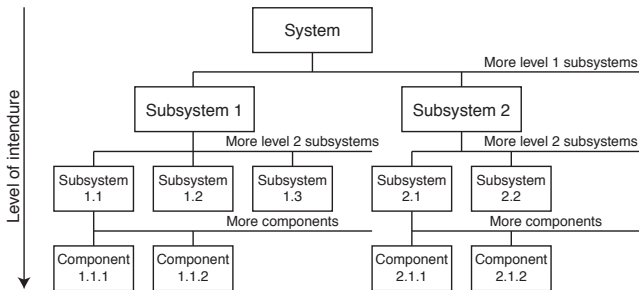 System
More level 1 subsystems
Subsystem 1
Subsystem 2
More level 2 subsystems
More level 2 subsystems
Subsystem
1.1
Subsystem
1.2
Subsystem
1.3
Subsystem
2.1
Subsystem
2.2
More components
More components
Component
1.1.1
Component
1.1.2
Component
2.1.1
Component
2.1.2
Level of intendure